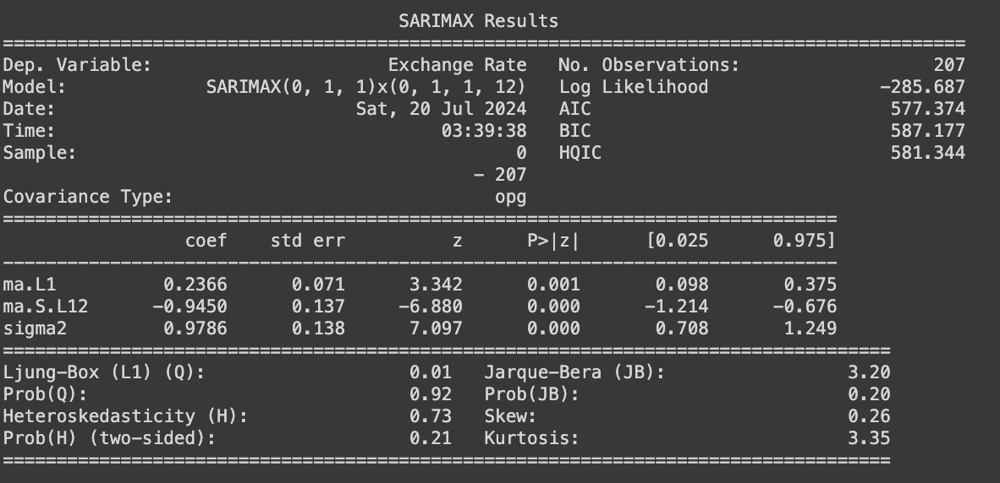 SARIMAX Results
==========================================================================================
Dep. Variable: Exchange Rate No. Observations: 207
Model: SARIMAX(0, 1, 1)x(0, 1, 1, 12) Log Likelihood -285.687
Date: Sat, 20 Jul 2024 AIC 577.374
Time: 03:39:38 BIC 587.177
Sample: 0 HQIC 581.344
- 207
Covariance Type: opg
==============================================================================
coef std err z P>|z| [0.025 0.975]
------------------------------------------------------------------------------
ma.L1 0.2366 0.071 3.342 0.001 0.098 0.375
ma.S.L12 -0.9450 0.137 -6.880 0.000 -1.214 -0.676
sigma2 0.9786 0.138 7.097 0.000 0.708 1.249
===================================================================================
Ljung-Box (L1) (Q): 0.01 Jarque-Bera (JB): 3.20
Prob(Q): 0.92 Prob(JB): 0.20
Heteroskedasticity (H): 0.73 Skew: 0.26
Prob(H) (two-sided): 0.21 Kurtosis: 3.35
===================================================================================